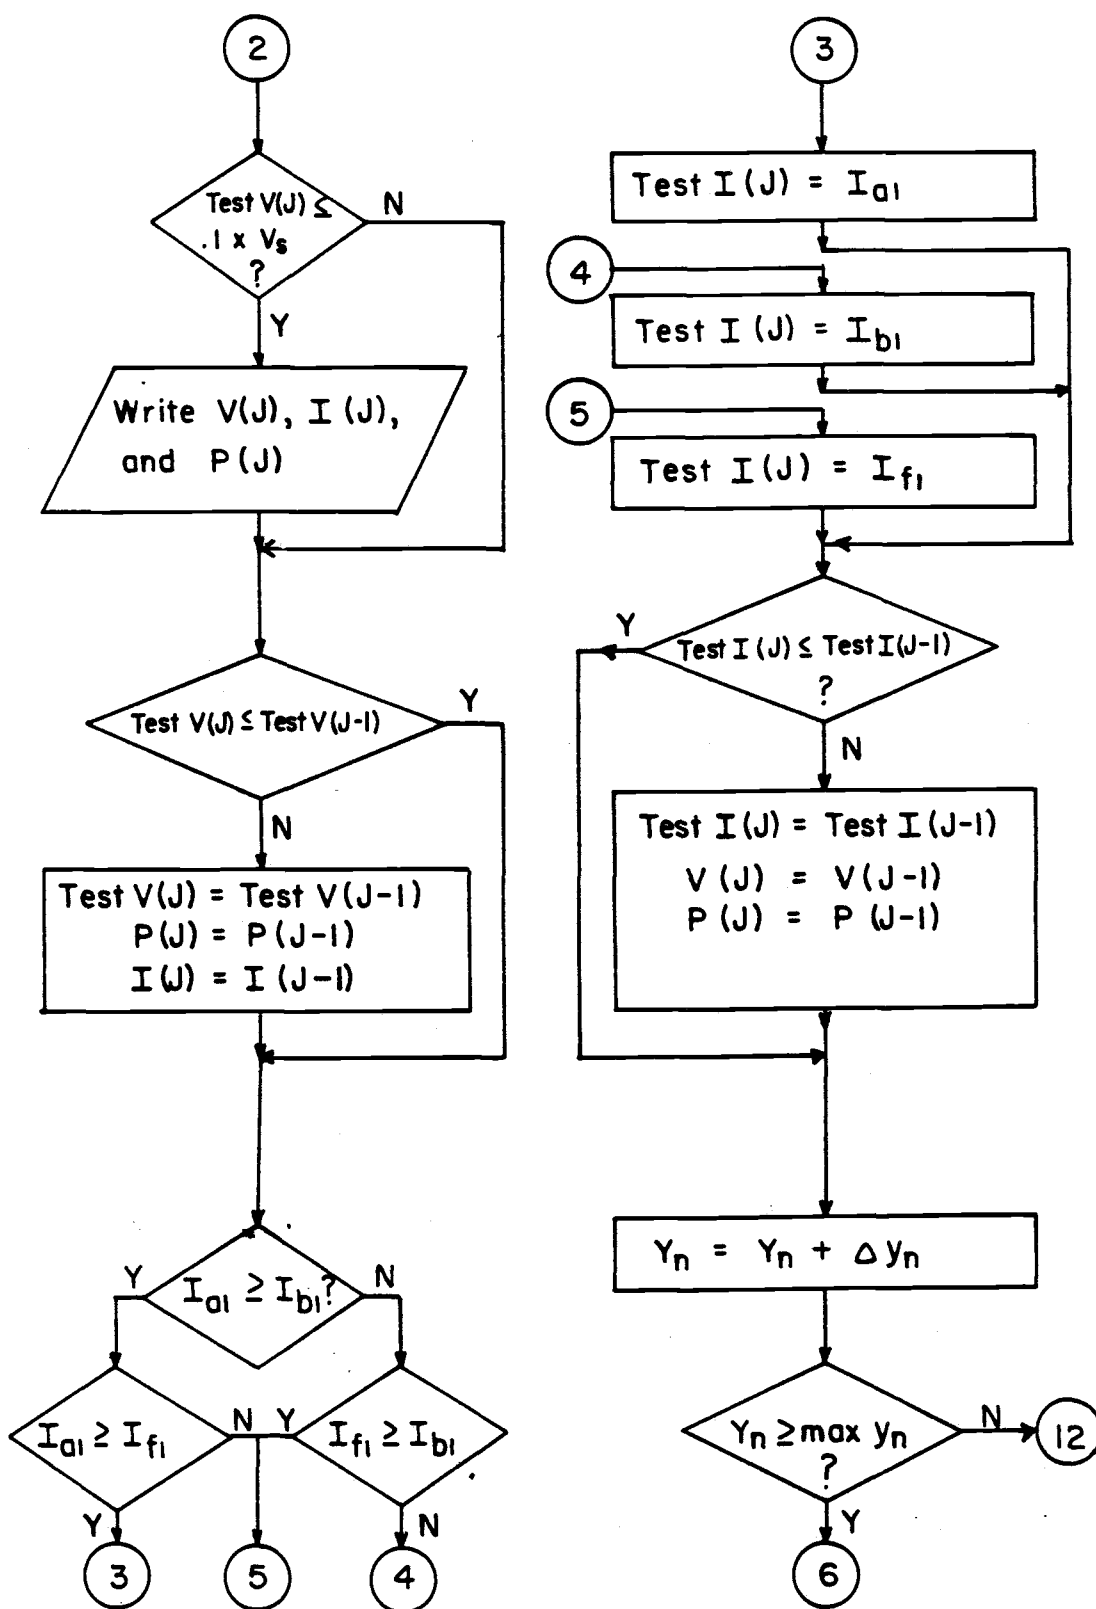 2
Test V(J) ≤
.1 x Vs
?
N
Y
Write V(J), I(J),
and P(J)
Test V(J) ≤ Test V(J-1)
Y
N
Test V(J) = Test V(J-1)
P(J) = P(J-1)
I(J) = I(J-1)
Ia1 ≥ Ib1?
Y
N
Ia1 ≥ If1
N
Y
If1 ≥ Ib1
Y
N
3
5
4
3
Test I(J) = Ia1
4
Test I(J) = Ib1
5
Test I(J) = If1
Y
Test I(J) ≤ Test I(J-1)
?
N
Test I(J) = Test I(J-1)
V(J) = V(J-1)
P(J) = P(J-1)
Yn = Yn + Δyn
Yn ≥ max yn
?
N
12
Y
6